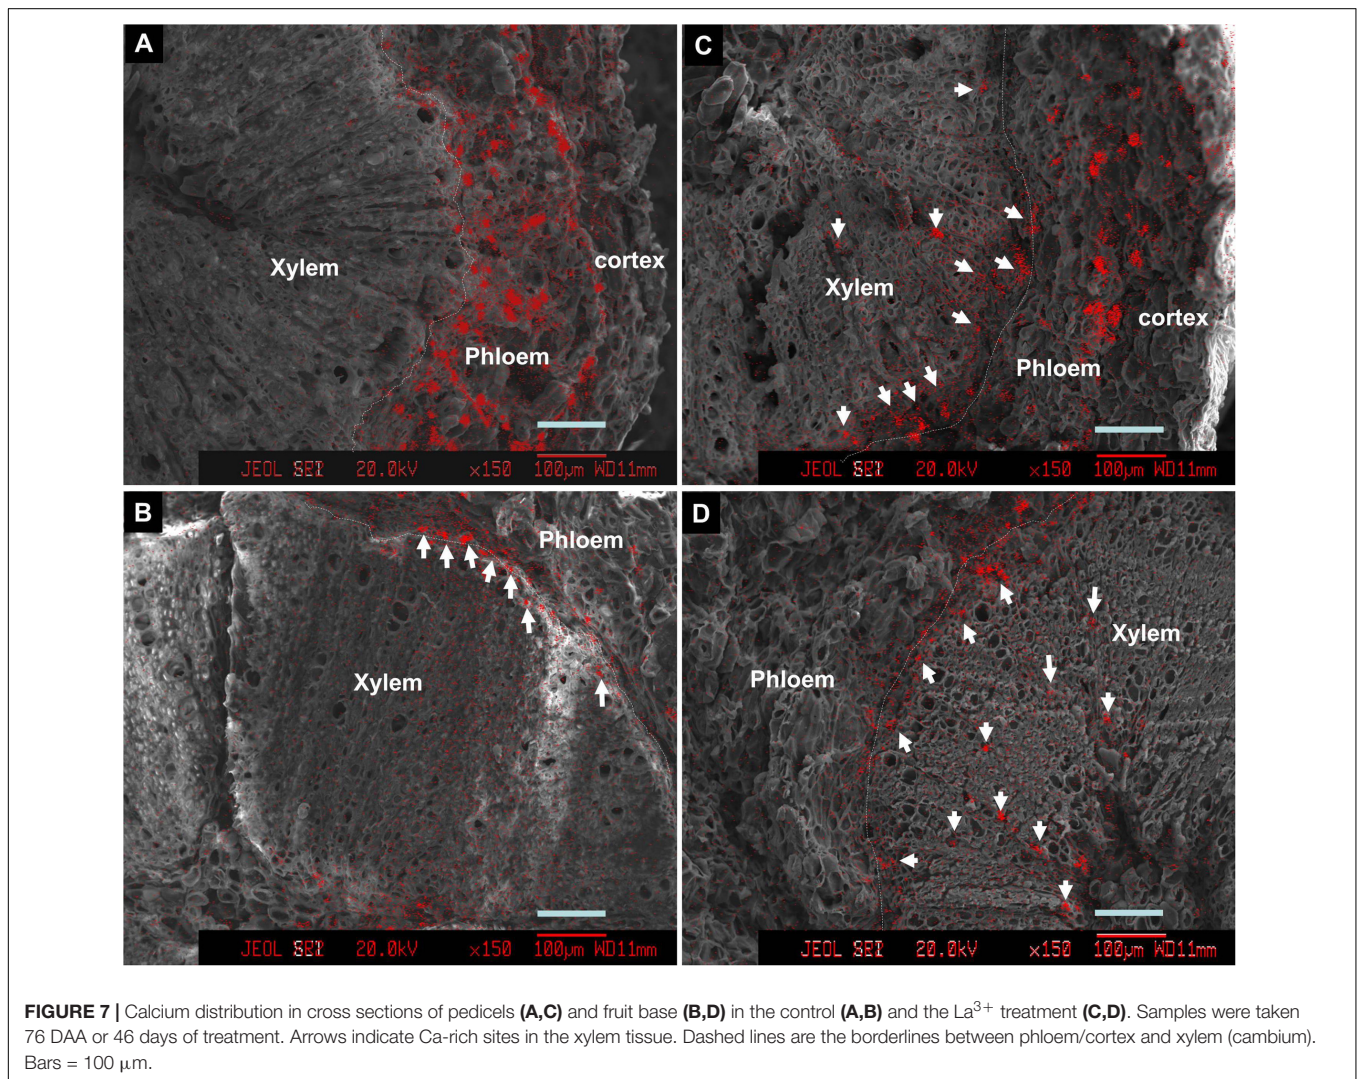 A
Xylem
cortex
Phloem
JEOL 20.0kV ×150 100µm WD11mm
C
Xylem
cortex
Phloem
JEOL 20.0kV ×150 100µm WD11mm
B
Phloem
Xylem
JEOL 20.0kV ×150 100µm WD11mm
D
Xylem
Phloem
JEOL 20.0kV ×150 100µm WD11mm
FIGURE 7 | Calcium distribution in cross sections of pedicels (A,C) and fruit base (B,D) in the control (A,B) and the La³⁺ treatment (C,D). Samples were taken
76 DAA or 46 days of treatment. Arrows indicate Ca-rich sites in the xylem tissue. Dashed lines are the borderlines between phloem/cortex and xylem (cambium).
Bars = 100 μm.